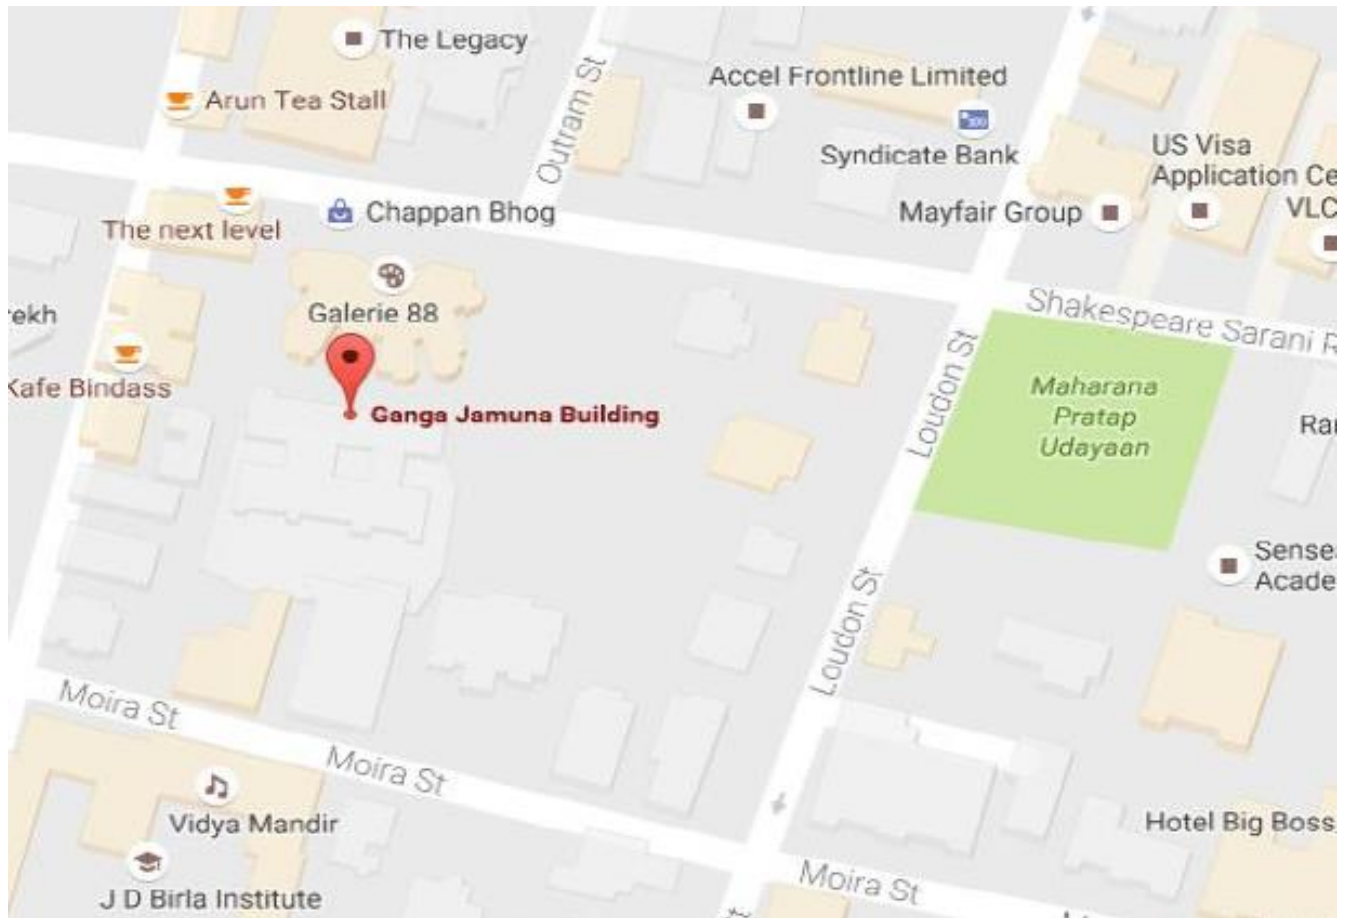 The Legacy
Accel Frontline Limited
Arun Tea Stall
Outram St
Syndicate Bank
US Visa
Application Ce
VLC
Mayfair Group
Chappan Bhog
The next level
Galerie 88
ekh
Shakespeare Sarani R
Loudon St
Kafe Bindass
Ganga Jamuna Building
Maharana
Pratap
Udayaan
Rai
Sense
Acade
Loudon St
Moira St
Moira St
Vidya Mandir
Hotel Big Boss
J D Birla Institute
Moira St